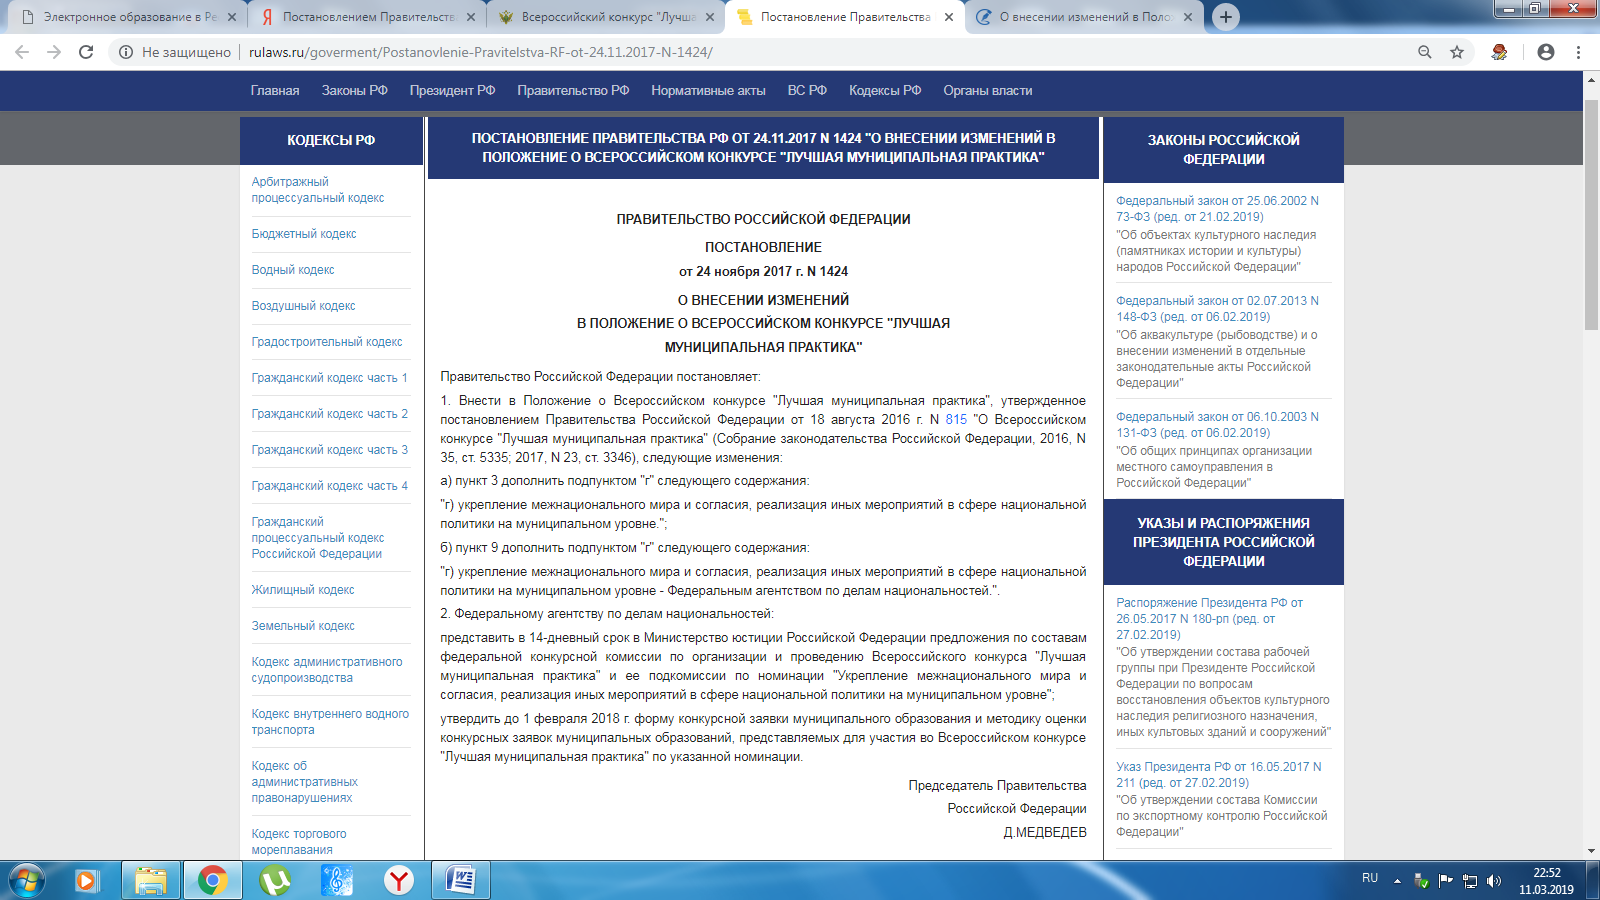 Электронное образование в Ре
Постановлением Правительств
Всероссийский конкурс "Лучша
Постановление Правительства
О внесении изменений в Поло
Не защищено
rulaws.ru/goverment/Postanovlenie-Pravitelstva-RF-ot-24.11.2017-N-1424/
Главная Законы РФ Президент РФ Правительство РФ Нормативные акты ВС РФ Кодексы РФ Органы власти
КОДЕКСЫ РФ
Арбитражный
процессуальный кодекс
Бюджетный кодекс
Водный кодекс
Воздушный кодекс
Градостроительный кодекс
Гражданский кодекс часть 1
Гражданский кодекс часть 2
Гражданский кодекс часть 3
Гражданский кодекс часть 4
Гражданский
процессуальный кодекс
Российской Федерации
Жилищный кодекс
Земельный кодекс
Кодекс административного
судопроизводства
Кодекс внутреннего водного
транспорта
Кодекс об
административных
правонарушениях
Кодекс торгового
мореплавания
ПОСТАНОВЛЕНИЕ ПРАВИТЕЛЬСТВА РФ ОТ 24.11.2017 N 1424 "О ВНЕСЕНИИ ИЗМЕНЕНИЙ В
ПОЛОЖЕНИЕ О ВСЕРОССИЙСКОМ КОНКУРСЕ "ЛУЧШАЯ МУНИЦИПАЛЬНАЯ ПРАКТИКА"
ПРАВИТЕЛЬСТВО РОССИЙСКОЙ ФЕДЕРАЦИИ
ПОСТАНОВЛЕНИЕ
от 24 ноября 2017 г. N 1424
О ВНЕСЕНИИ ИЗМЕНЕНИЙ
В ПОЛОЖЕНИЕ О ВСЕРОССИЙСКОМ КОНКУРСЕ "ЛУЧШАЯ
МУНИЦИПАЛЬНАЯ ПРАКТИКА"
Правительство Российской Федерации постановляет:
1. Внести в Положение о Всероссийском конкурсе "Лучшая муниципальная практика", утвержденное
постановлением Правительства Российской Федерации от 18 августа 2016 г. N 815 "О Всероссийском
конкурсе "Лучшая муниципальная практика" (Собрание законодательства Российской Федерации, 2016, N
35, ст. 5335; 2017, N 23, ст. 3346), следующие изменения:
а) пункт 3 дополнить подпунктом "г" следующего содержания:
"г) укрепление межнационального мира и согласия, реализация иных мероприятий в сфере национальной
политики на муниципальном уровне.";
б) пункт 9 дополнить подпунктом "г" следующего содержания:
"г) укрепление межнационального мира и согласия, реализация иных мероприятий в сфере национальной
политики на муниципальном уровне - Федеральным агентством по делам национальностей.".
2. Федеральному агентству по делам национальностей:
представить в 14-дневный срок в Министерство юстиции Российской Федерации предложения по составам
федеральной конкурсной комиссии по организации и проведению Всероссийского конкурса "Лучшая
муниципальная практика" и ее подкомиссии по номинации "Укрепление межнационального мира и
согласия, реализация иных мероприятий в сфере национальной политики на муниципальном уровне";
утвердить до 1 февраля 2018 г. форму конкурсной заявки муниципального образования и методику оценки
конкурсных заявок муниципальных образований, представляемых для участия во Всероссийском конкурсе
"Лучшая муниципальная практика" по указанной номинации.
Председатель Правительства
Российской Федерации
Д.МЕДВЕДЕВ
ЗАКОНЫ РОССИЙСКОЙ
ФЕДЕРАЦИИ
Федеральный закон от 25.06.2002 N
73-ФЗ (ред. от 21.02.2019)
"Об объектах культурного наследия
(памятниках истории и культуры)
народов Российской Федерации"
Федеральный закон от 02.07.2013 N
148-ФЗ (ред. от 06.02.2019)
"Об аквакультуре (рыбоводстве) и о
внесении изменений в отдельные
законодательные акты Российской
Федерации"
Федеральный закон от 06.10.2003 N
131-ФЗ (ред. от 06.02.2019)
"Об общих принципах организации
местного самоуправления в
Российской Федерации"
УКАЗЫ И РАСПОРЯЖЕНИЯ
ПРЕЗИДЕНТА РОССИЙСКОЙ
ФЕДЕРАЦИИ
Распоряжение Президента РФ от
26.05.2017 N 180-рп (ред. от
27.02.2019)
"Об утверждении состава рабочей
группы при Президенте Российской
Федерации по вопросам
восстановления объектов культурного
наследия религиозного назначения,
иных культовых зданий и сооружений"
Указ Президента РФ от 16.05.2017 N
211 (ред. от 27.02.2019)
"Об утверждении состава Комиссии
по экспортному контролю Российской
Федерации"
RU
22:52
11.03.2019